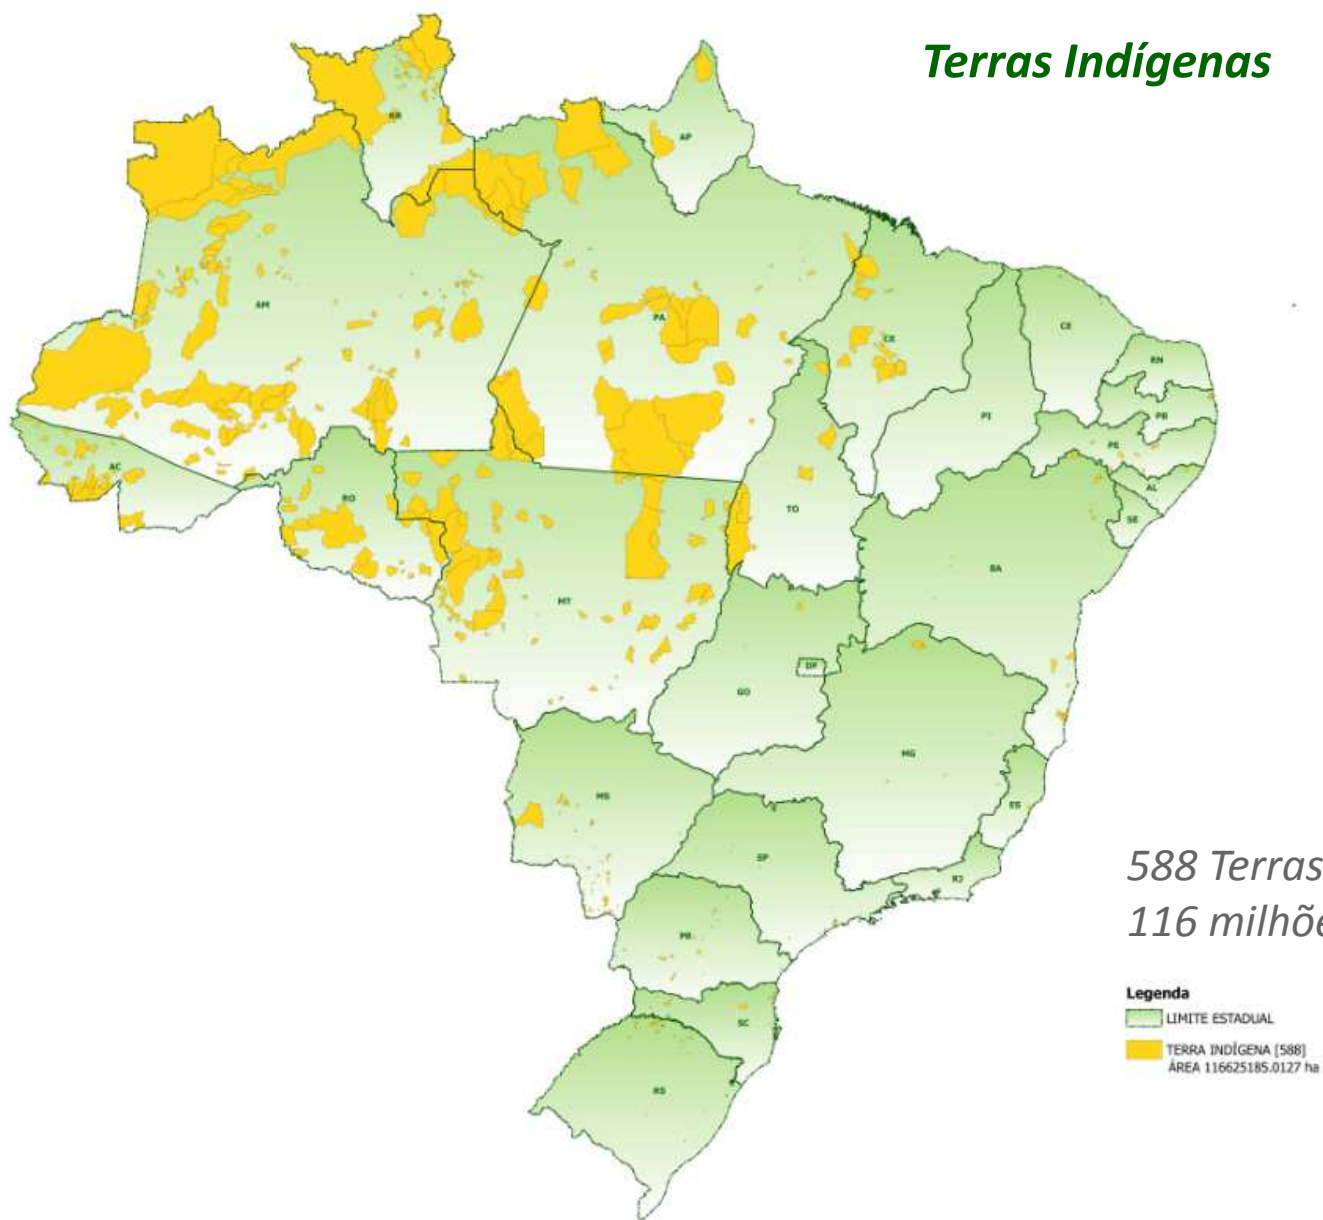 Terras Indígenas
RR
AP
AM
PA
CE
CE
RN
PB
PI
PE
AL
SE
AC
RO
TO
BA
MT
DF
GO
MG
MS
ES
SP
RJ
PR
SC
RS
588 Terras
116 milhõe
Legenda
LIMITE ESTADUAL
TERRA INDÍGENA [588]
ÁREA 116625185.0127 ha